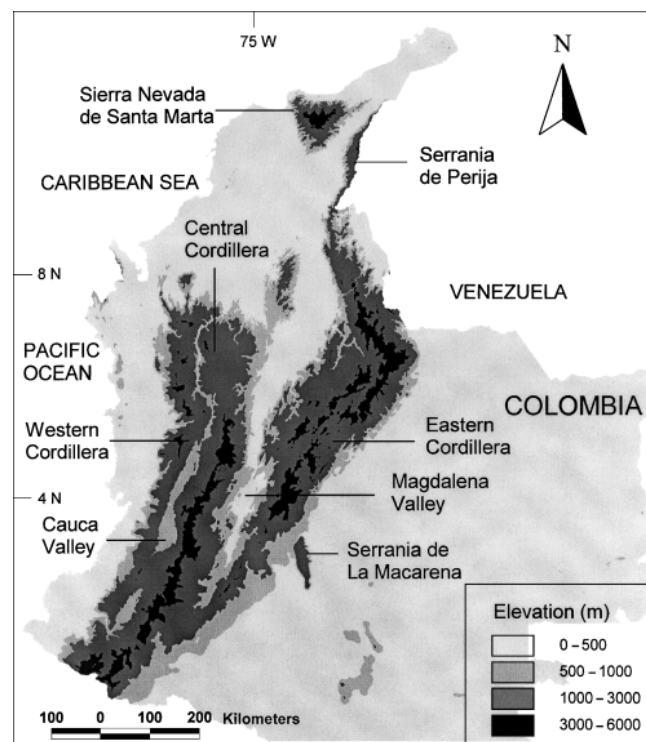 75 W
N
Sierra Nevada
de Santa Marta
Serrania
de Perija
CARIBBEAN SEA
Central
Cordillera
8 N
VENEZUELA
PACIFIC
OCEAN
COLOMBIA
Western
Cordillera
Eastern
Cordillera
Magdalena
Valley
4 N
Cauca
Valley
Serrania de
La Macarena
Elevation (m)
0 – 500
500 – 1000
1000 – 3000
3000 – 6000
100 0 100 200 Kilometers